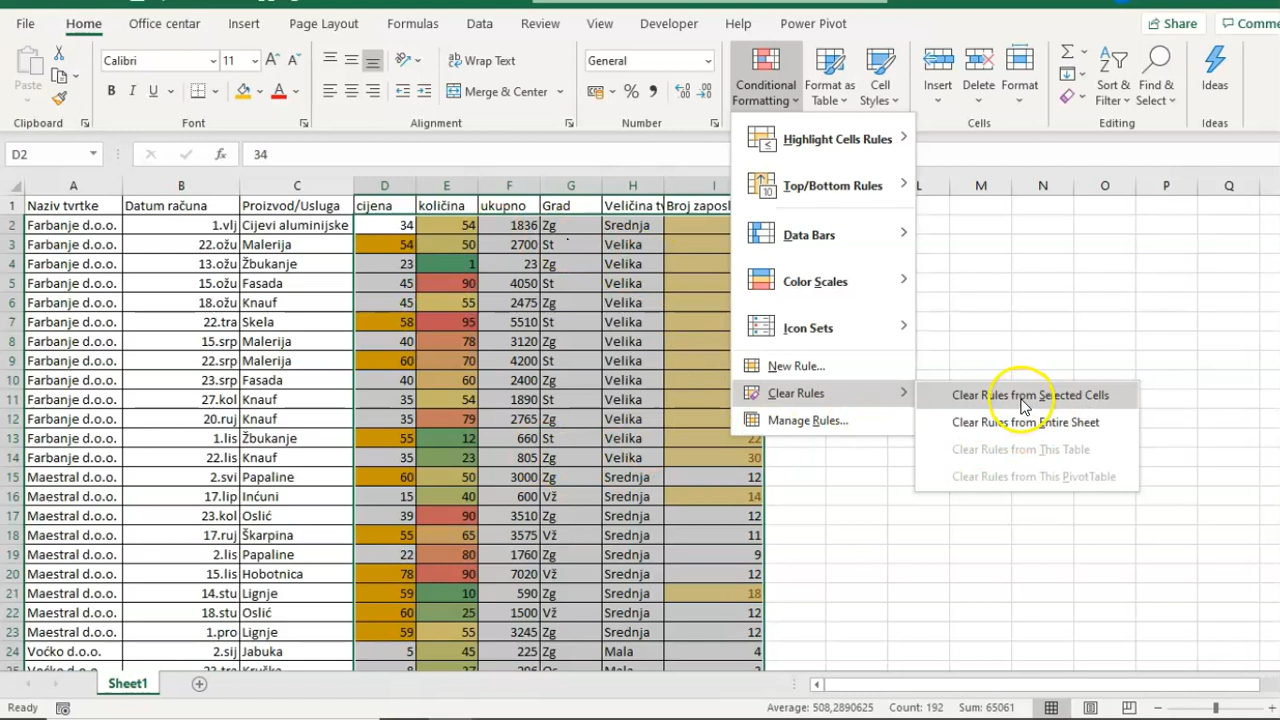 File Home Office centar Insert Page Layout Formulas Data Review View Developer Help Power Pivot Share
Calibri 11 Wrap Text General
Paste Merge & Center Conditional Formatting Format as Table Cell Styles Insert Delete Format Sort & Filter Find & Select Ideas
Clipboard Font Alignment Number Cells Editing Ideas
D2 fx 34
Highlight Cells Rules
Top/Bottom Rules
Data Bars
Color Scales
Icon Sets
New Rule...
Clear Rules
Manage Rules...
Clear Rules from Selected Cells
Clear Rules from Entire Sheet
Clear Rules from This Table
Clear Rules from This PivotTable
A B C D E F G H I L M N O P Q
1 Naziv tvrtke Datum računa Proizvod/Usluga cijena količina ukupno Grad Veličina tv Broj zaposl
2 Farbanje d.o.o. 1.vlj Cijevi aluminijske 34 54 1836 Zg Srednja
3 Farbanje d.o.o. 22.ožu Malerija 54 50 2700 St Velika
4 Farbanje d.o.o. 13.ožu Žbukanje 23 1 23 Zg Velika
5 Farbanje d.o.o. 15.ožu Fasada 45 90 4050 St Velika
6 Farbanje d.o.o. 18.ožu Knauf 45 55 2475 Zg Velika
7 Farbanje d.o.o. 22.tra Skela 58 95 5510 St Velika
8 Farbanje d.o.o. 15.srp Malerija 40 78 3120 St Velika
9 Farbanje d.o.o. 22.srp Malerija 60 70 4200 St Velika
10 Farbanje d.o.o. 23.srp Fasada 40 60 2400 Zg Velika
11 Farbanje d.o.o. 27.kol Knauf 35 54 1890 St Velika
12 Farbanje d.o.o. 20.ruj Knauf 35 79 2765 Zg Velika
13 Farbanje d.o.o. 1.lis Žbukanje 55 12 660 St Velika 22
14 Farbanje d.o.o. 22.lis Knauf 35 23 805 Zg Velika 30
15 Maestral d.o.o. 2.svi Papaline 60 50 3000 Zg Srednja 12
16 Maestral d.o.o. 17.lip Inćuni 15 40 600 Vž Srednja 14
17 Maestral d.o.o. 23.kol Oslić 39 90 3510 Zg Srednja 12
18 Maestral d.o.o. 17.ruj Škarpina 55 65 3575 Vž Srednja 11
19 Maestral d.o.o. 2.lis Papaline 22 80 1760 Zg Srednja 9
20 Maestral d.o.o. 15.lis Hobotnica 78 90 7020 Vž Srednja 12
21 Maestral d.o.o. 14.stu Lignje 59 10 590 Zg Srednja 18
22 Maestral d.o.o. 18.stu Oslić 60 25 1500 Vž Srednja 12
23 Maestral d.o.o. 1.pro Lignje 59 55 3245 Zg Srednja 12
24 Voćko d.o.o. 2.sij Jabuka 5 45 225 Zg Mala 4
Sheet1
Ready Average: 508,2890625 Count: 192 Sum: 65061